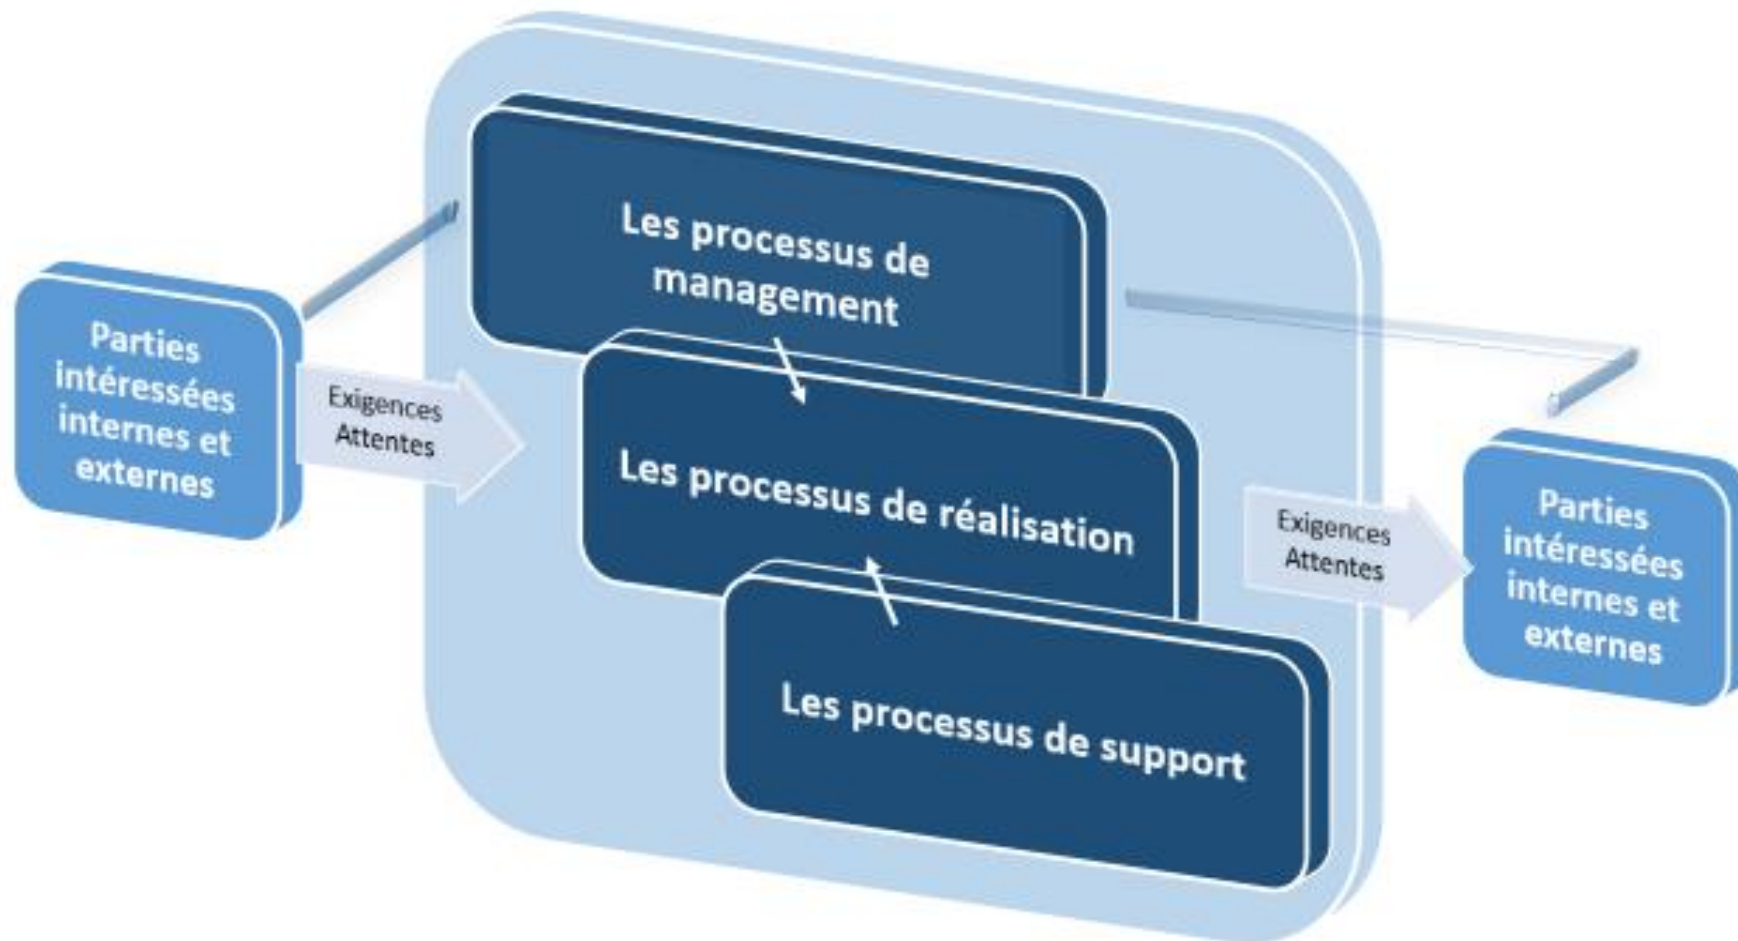 Les processus de
management
Parties
intéressées
internes et
externes
Exigences
Attentes
Les processus de réalisation
Exigences
Attentes
Parties
intéressées
internes et
externes
Les processus de support